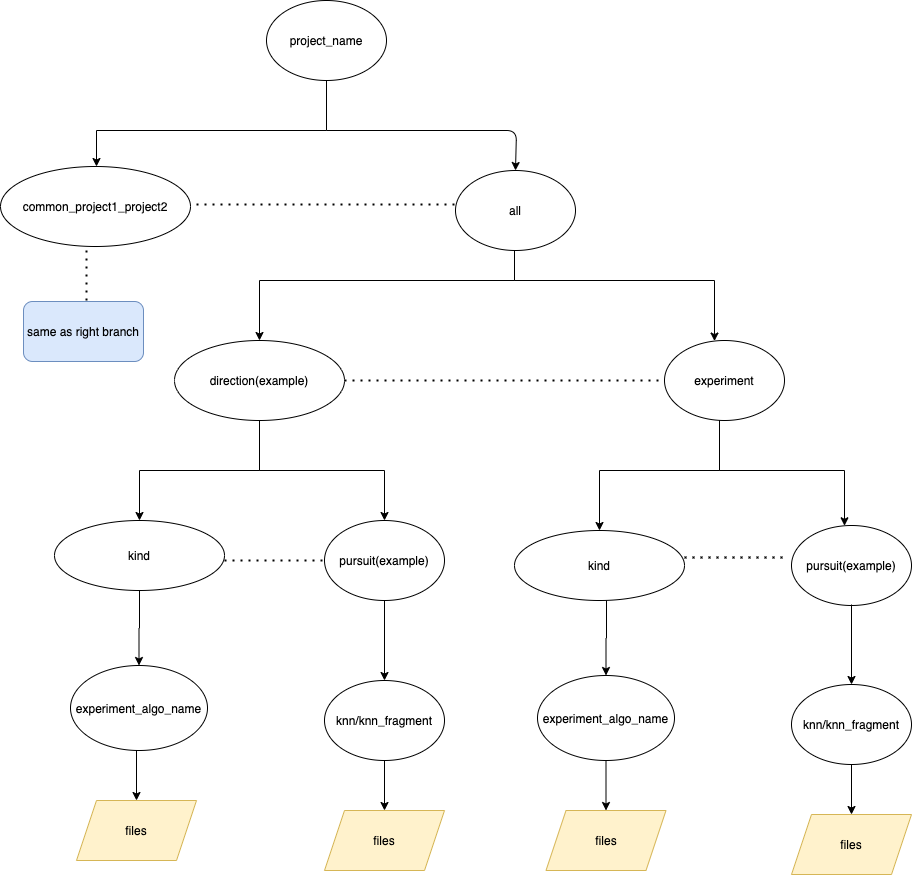 project_name
common_project1_project2
all
same as right branch
direction(example)
experiment
kind
pursuit(example)
kind
pursuit(example)
experiment_algo_name
knn/knn_fragment
experiment_algo_name
knn/knn_fragment
files
files
files
files